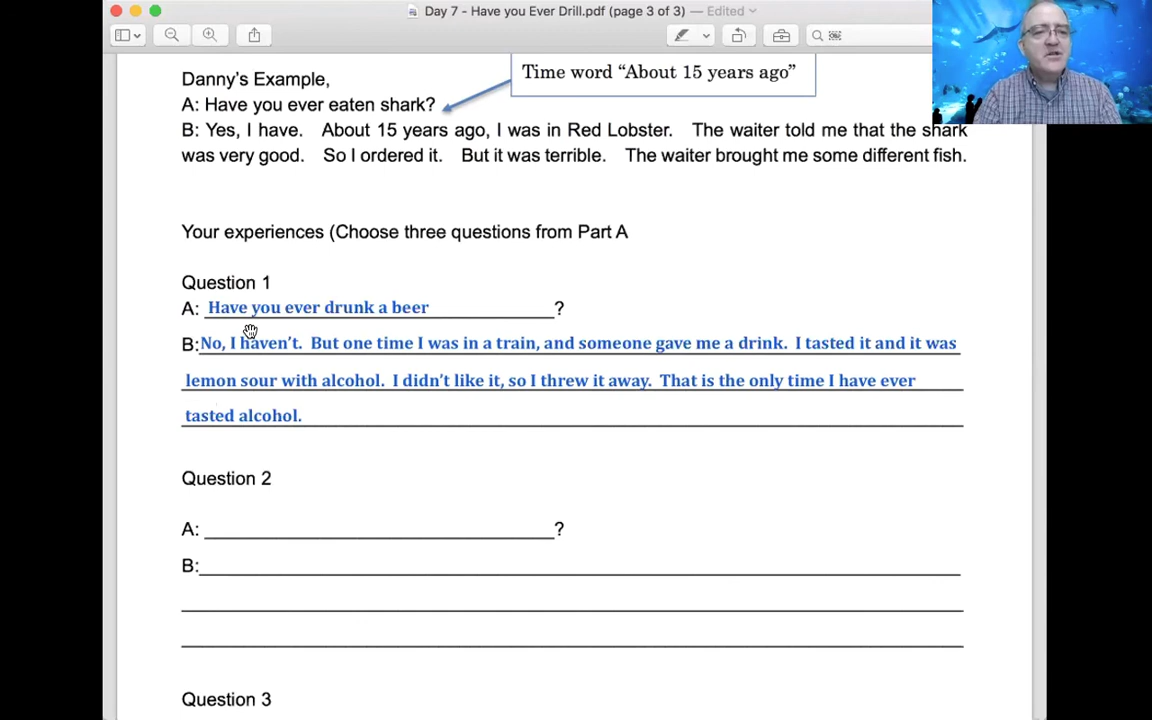 Day 7 - Have you Ever Drill.pdf (page 3 of 3) — Edited
Time word “About 15 years ago”
Danny’s Example,
A: Have you ever eaten shark?
B: Yes, I have. About 15 years ago, I was in Red Lobster. The waiter told me that the shark
was very good. So I ordered it. But it was terrible. The waiter brought me some different fish.
Your experiences (Choose three questions from Part A
Question 1
A: Have you ever drunk a beer ?
B: No, I haven’t. But one time I was in a train, and someone gave me a drink. I tasted it and it was
lemon sour with alcohol. I didn’t like it, so I threw it away. That is the only time I have ever
tasted alcohol.
Question 2
A: ?
B:
Question 3